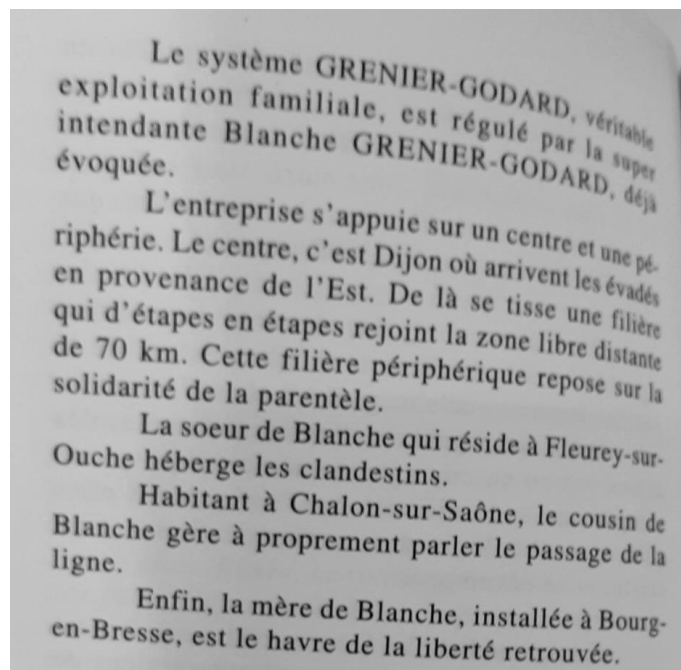 Le système GRENIER-GODARD, véritable
exploitation familiale, est régulé par la super
intendante Blanche GRENIER-GODARD, déjà
évoquée.
L'entreprise s'appuie sur un centre et une pé-
riphérie. Le centre, c'est Dijon où arrivent les évadés
en provenance de l'Est. De là se tisse une filière
qui d'étapes en étapes rejoint la zone libre distante
de 70 km. Cette filière périphérique repose sur la
solidarité de la parentèle.
La soeur de Blanche qui réside à Fleurey-sur-
Ouche héberge les clandestins.
Habitant à Chalon-sur-Saône, le cousin de
Blanche gère à proprement parler le passage de la
ligne.
Enfin, la mère de Blanche, installée à Bourg-
en-Bresse, est le havre de la liberté retrouvée.